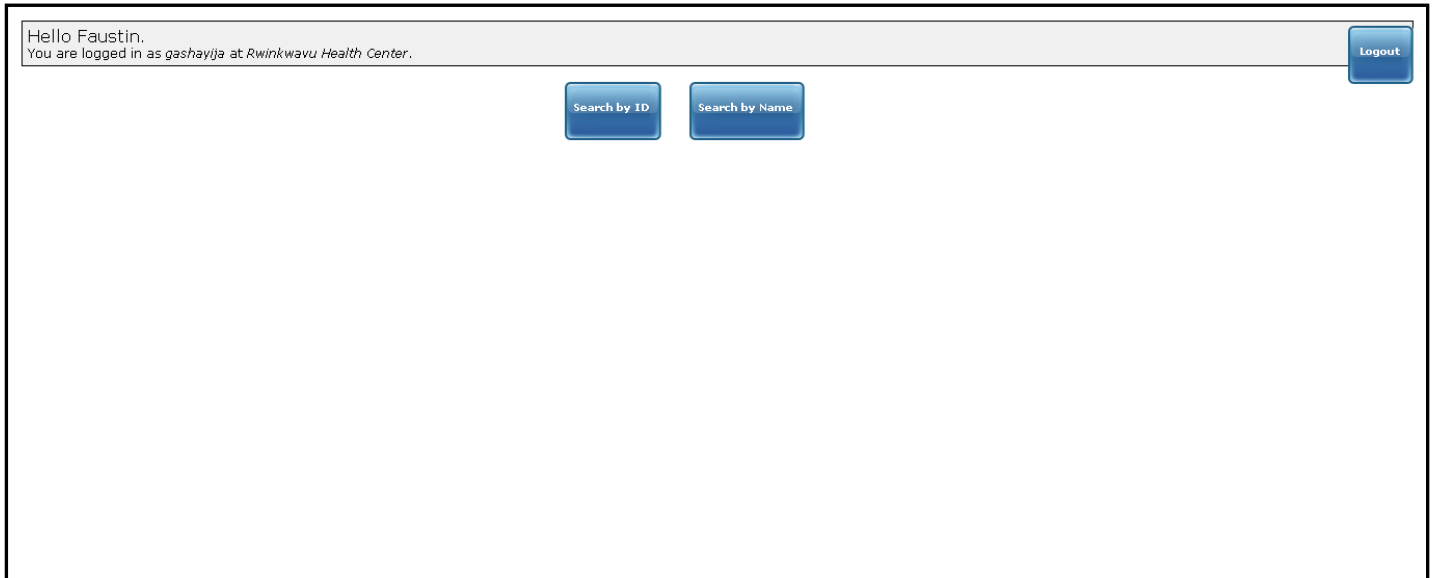 Hello Faustin.
You are logged in as gashayija at Rwinkwavu Health Center.
Logout
Search by ID
Search by Name